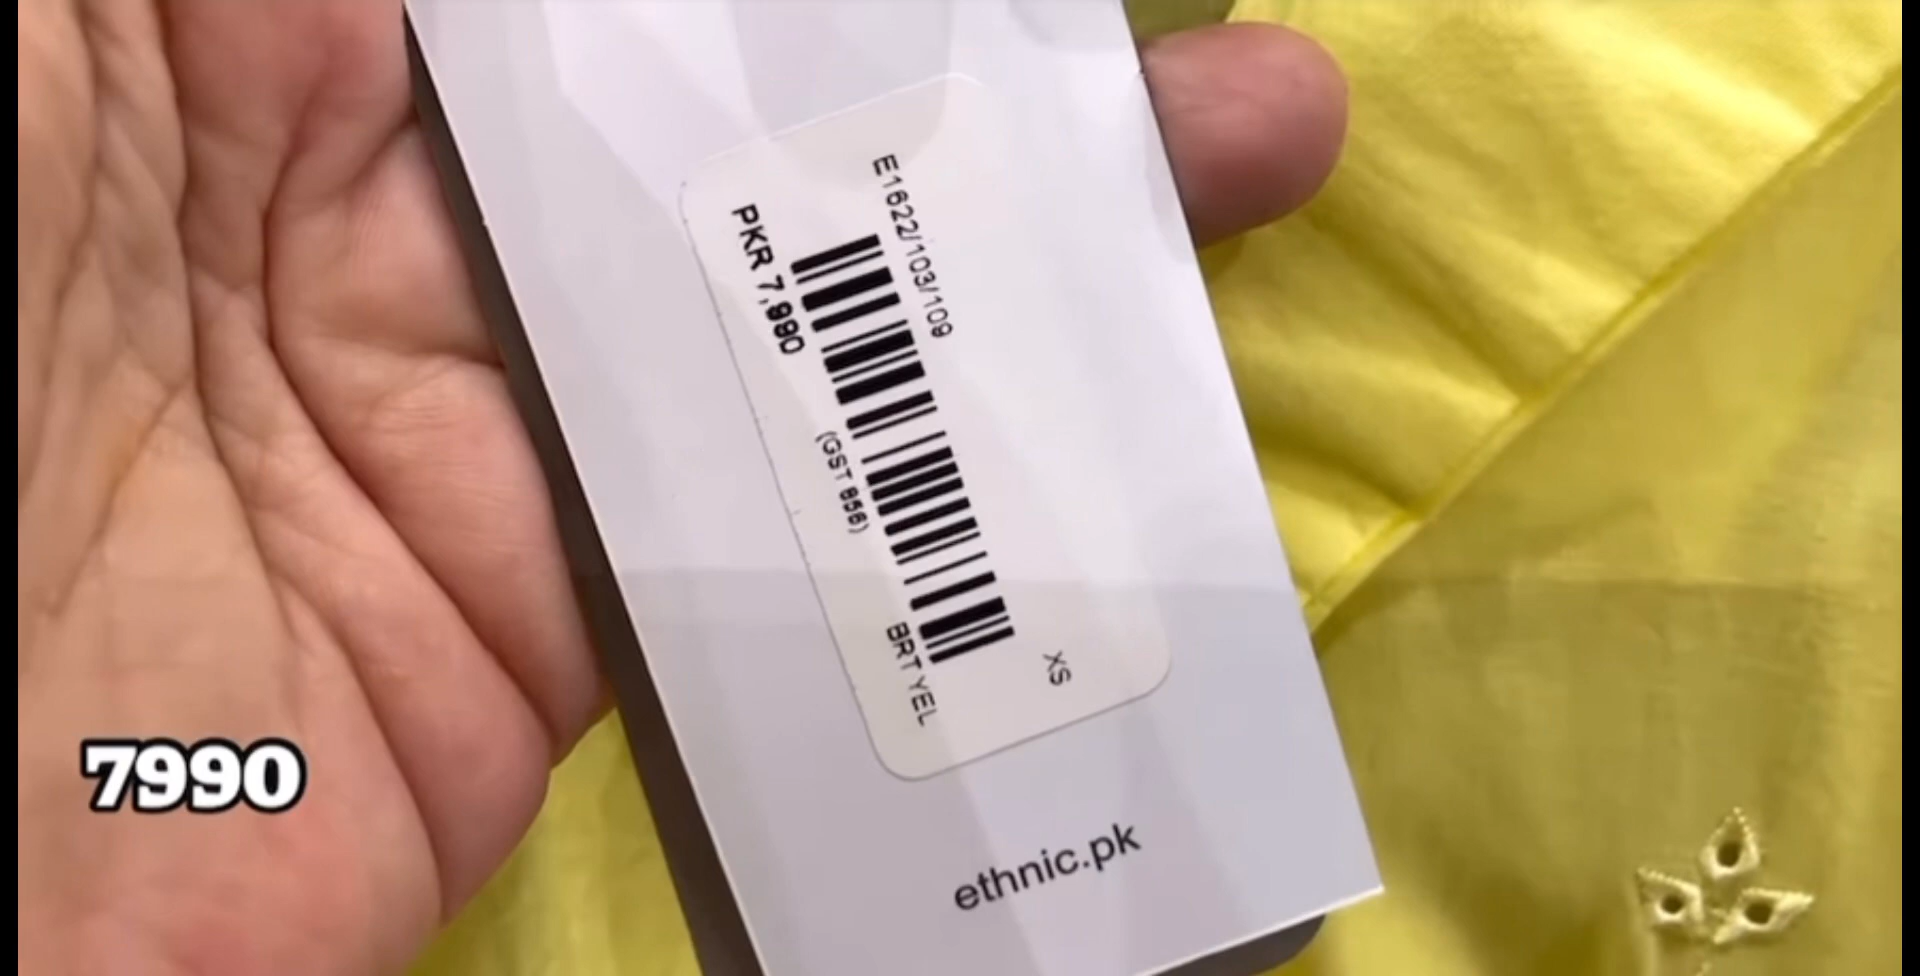 E1622/103/109
XS
PKR 7,990
(GST 856)
BRT YEL
ethnic.pk
7990